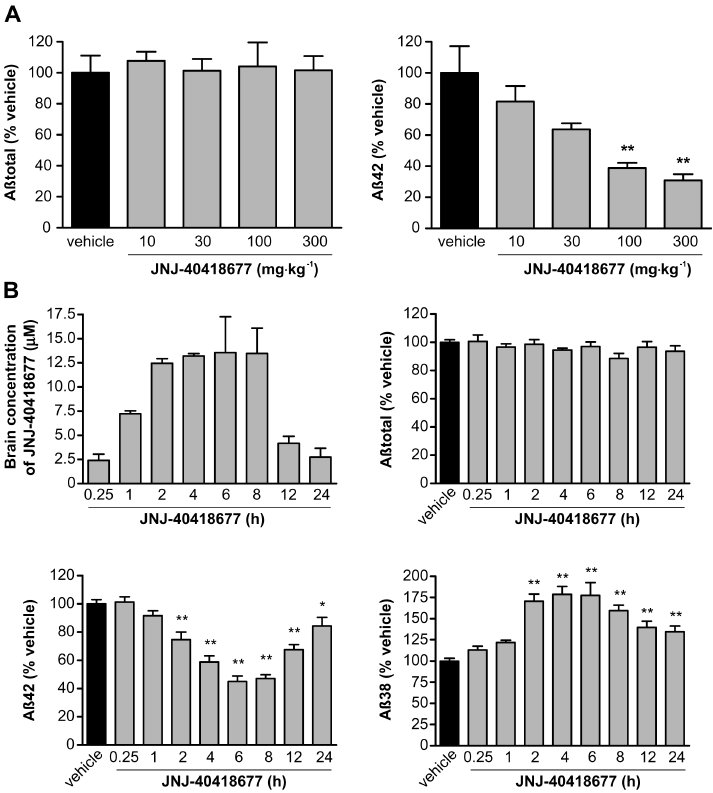 A
Aßtotal (% vehicle)
120
100
80
60
40
20
0
vehicle 10 30 100 300
JNJ-40418677 (mg·kg-1)
Aß42 (% vehicle)
120
100
80
60
40
20
0
** **
vehicle 10 30 100 300
JNJ-40418677 (mg·kg-1)
B
Brain concentration
of JNJ-40418677 (µM)
17.5
15.0
12.5
10.0
7.5
5.0
2.5
0.25 1 2 4 6 8 12 24
JNJ-40418677 (h)
Aßtotal (% vehicle)
120
100
80
60
40
20
0
vehicle 0.25 1 2 4 6 8 12 24
JNJ-40418677 (h)
Aß42 (% vehicle)
120
100
80
60
40
20
0
** ** ** ** ** *
vehicle 0.25 1 2 4 6 8 12 24
JNJ-40418677 (h)
Aß38 (% vehicle)
200
175
150
125
100
75
50
25
0
** ** ** ** ** **
vehicle 0.25 1 2 4 6 8 12 24
JNJ-40418677 (h)